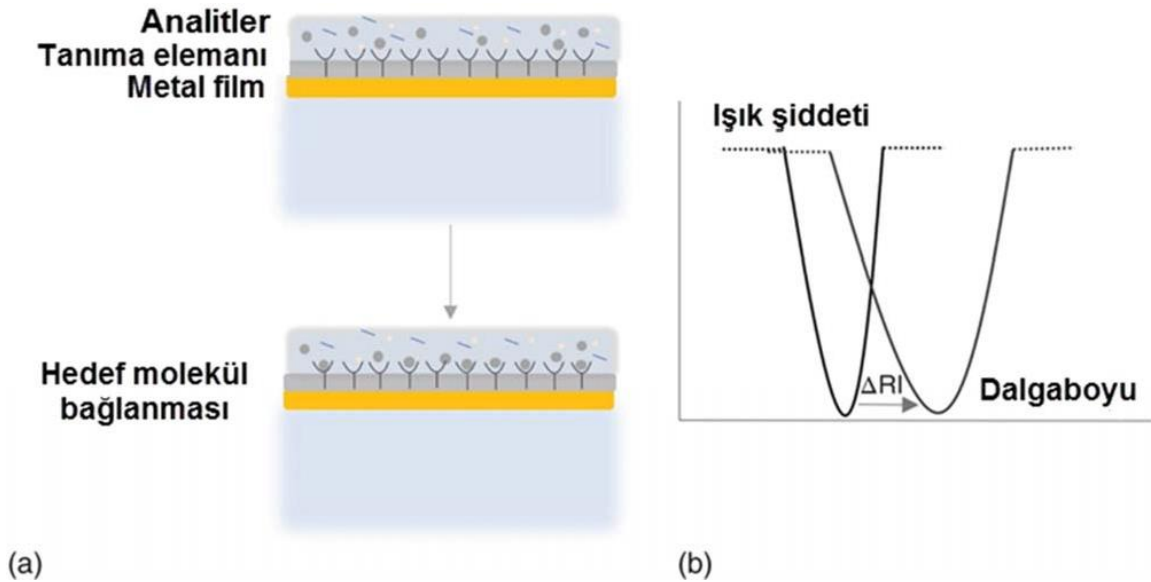 Analitler
Tanıma elemanı
Metal film
Hedef molekül
bağlanması
(a)
Işık şiddeti
ΔRI
Dalgaboyu
(b)